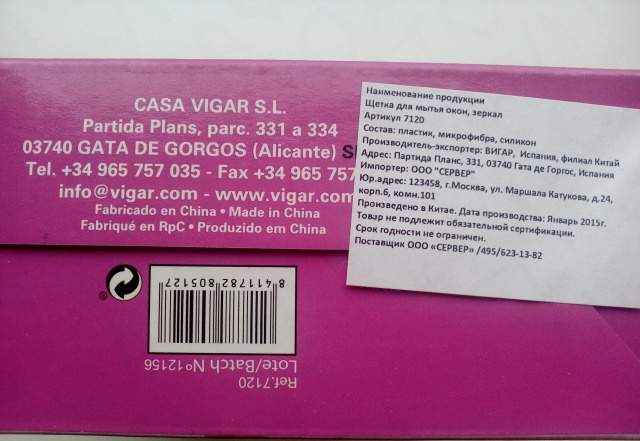 CASA VIGAR S.L.
Partida Plans, parc. 331 a 334
03740 GATA DE GORGOS (Alicante)
Tel. +34 965 757 035 - Fax +34 965 757
info@vigar.com - www.vigar.com
Fabricado en China • Made in China
Fabriqué en RpC • Produzido em China
Наименование продукции
Щетка для мытья окон, зеркал
Артикул 7120
Состав: пластик, микрофибра, силикон
Производитель-экспортер: ВИГАР, Испания, филиал Китай
Адрес: Партида Планс, 331, 03740 Гата де Горгос, Испания
Импортер: ООО "СЕРВЕР"
Юр.адрес: 123458, г.Москва, ул. Маршала Катукова, д.24,
корп.6, комн.101
Произведено в Китае. Дата производства: Январь 2015г.
Товар не подлежит обязательной сертификации.
Срок годности не ограничен.
Поставщик ООО «СЕРВЕР» /495/623-13-82
8 411782 805127
Lote/Batch Nº12156
Ref.7120